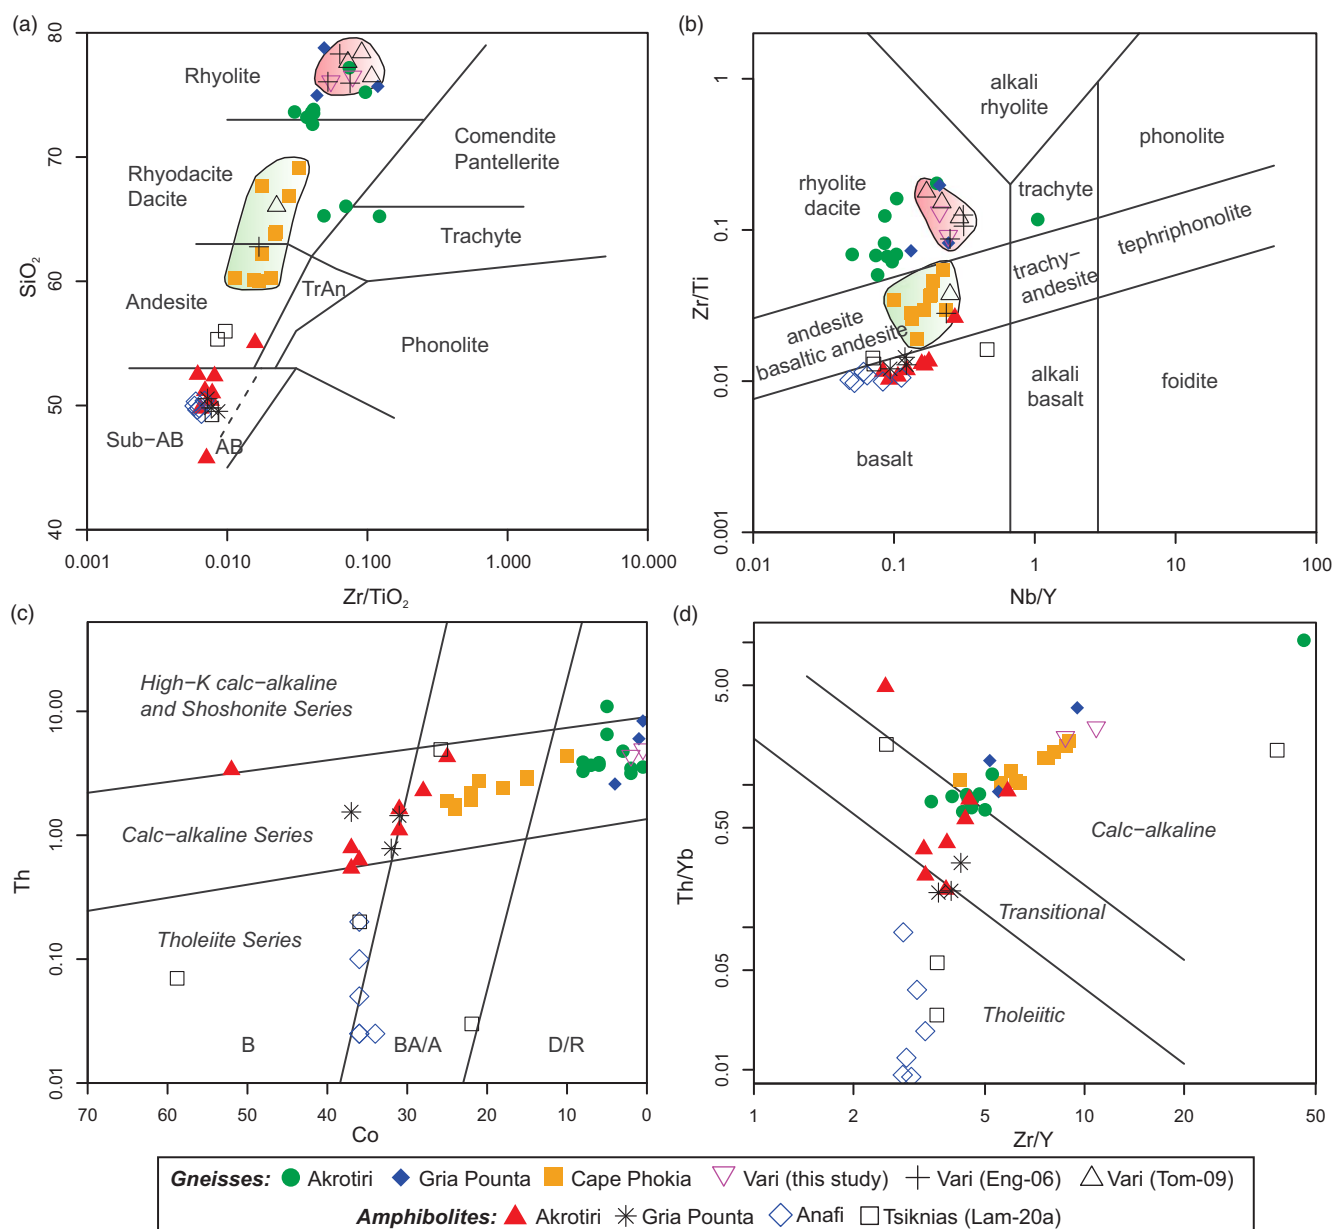 (a)
80
70
60
50
40
SiO2
0.001
0.010
0.100
1.000
10.000
Zr/TiO2
Rhyolite
Comendite
Pantellerite
Rhyodacite
Dacite
Trachyte
Andesite
TrAn
Phonolite
Sub−AB
AB
(b)
1
0.1
0.01
0.001
Zr/Ti
0.01
0.1
1
10
100
Nb/Y
alkali
rhyolite
phonolite
rhyolite
dacite
trachyte
tephriphonolite
trachy−
andesite
andesite
basaltic andesite
alkali
basalt
foidite
basalt
(c)
10.00
1.00
0.10
0.01
Th
70
60
50
40
30
20
10
0
Co
High−K calc−alkaline
and Shoshonite Series
Calc−alkaline Series
Tholeiite Series
B
BA/A
D/R
(d)
5.00
0.50
0.05
0.01
Th/Yb
1
2
5
10
20
50
Zr/Y
Calc−alkaline
Transitional
Tholeiitic
Gneisses: Akrotiri Gria Pounta Cape Phokia Vari (this study) Vari (Eng-06) Vari (Tom-09)
Amphibolites: Akrotiri Gria Pounta Anafi Tsiknias (Lam-20a)